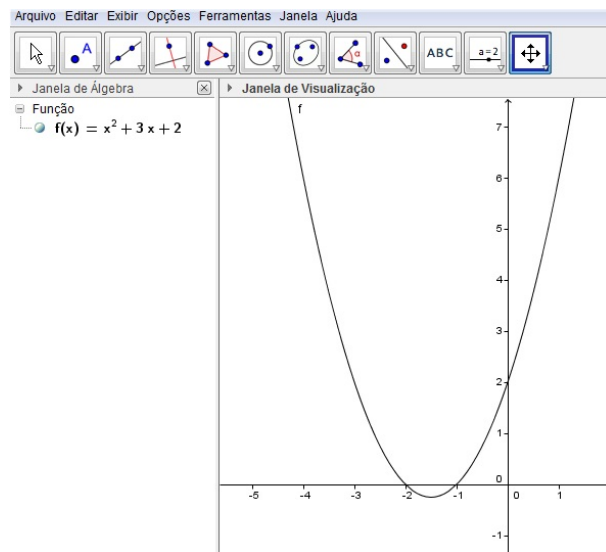 Arquivo Editar Exibir Opções Ferramentas Janela Ajuda
A α ABC a=2
Janela de Álgebra
Janela de Visualização
Função
f(x) = x² + 3 x + 2
f
7
6
5
4
3
2
1
0
-5 -4 -3 -2 -1 0 1
-1